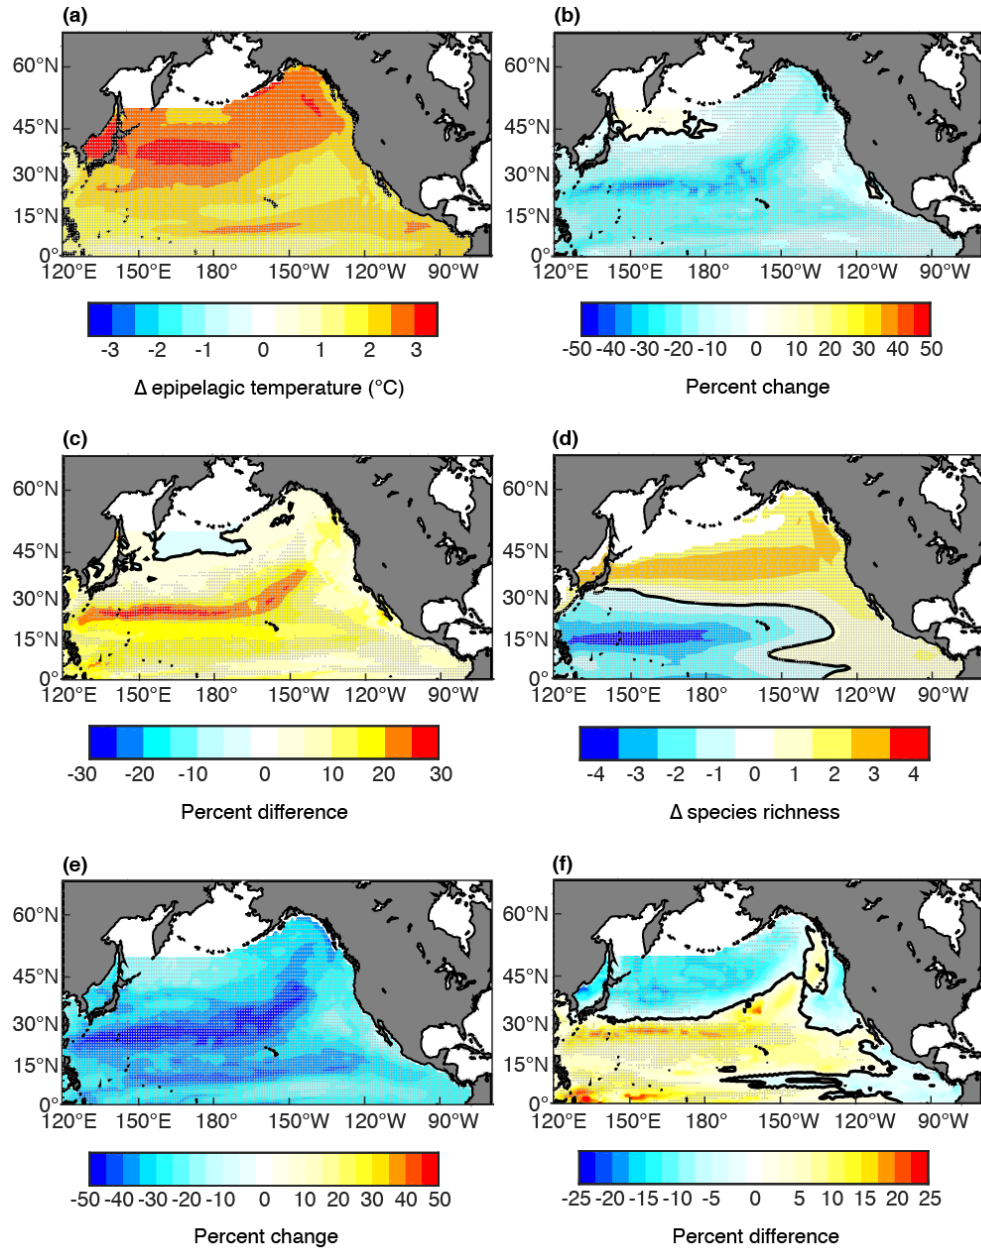 (a)
60°N
45°N
30°N
15°N
0°
120°E 150°E 180° 150°W 120°W 90°W
-3 -2 -1 0 1 2 3
Δ epipelagic temperature (°C)
(b)
60°N
45°N
30°N
15°N
0°
120°E 150°E 180° 150°W 120°W 90°W
-50 -40 -20 -10 0 10 20 30 40 50
Percent change
(c)
60°N
45°N
30°N
15°N
0°
120°E 150°E 180° 150°W 120°W 90°W
-30 -20 -10 0 10 20 30
Percent difference
(d)
60°N
45°N
30°N
15°N
0°
120°E 150°E 180° 150°W 120°W 90°W
-4 -3 -2 -1 0 1 2 3 4
Δ species richness
(e)
60°N
45°N
30°N
15°N
0°
120°E 150°E 180° 150°W 120°W 90°W
-50 -40 -30 -20 -10 0 10 20 30 40 50
Percent change
(f)
60°N
45°N
30°N
15°N
0°
120°E 150°E 180° 150°W 120°W 90°W
-25 -20 -15 -10 -5 0 5 10 15 20 25
Percent difference